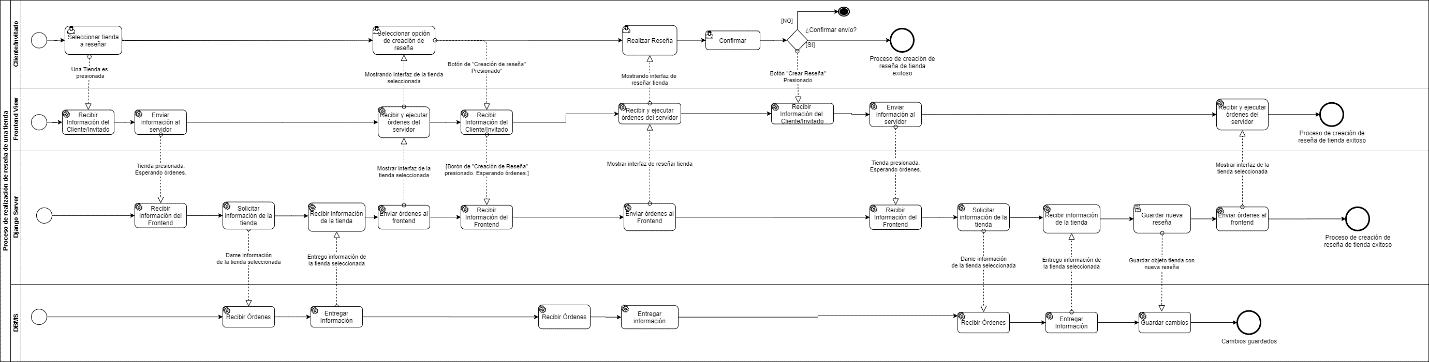 Proceso de realización de reseña de una tienda
Cliente/Invitado
Seleccionar tienda
a reseñar
Seleccionar opción
de creación de
reseña
Realizar Reseña
Confirmar
[NO]
¿Confirmar envío?
[SI]
Proceso de creación de
reseña de tienda
exitoso
Una Tienda es
presionada
Mostrando interfaz de la tienda
seleccionada
Botón de "Creación de reseña"
Presionado"
Mostrando interfaz de
reseñar tienda
Botón "Crear Reseña"
Presionado
Frontend View
Recibir
Información del
Cliente/Invitado
Enviar
información al
servidor
Recibir y ejecutar
órdenes del
servidor
Recibir
Información del
Cliente/Invitado
Recibir y ejecutar
órdenes del servidor
Recibir
Información del
Cliente/Invitado
Enviar
información al
servidor
Recibir y ejecutar
órdenes del
servidor
Proceso de creación de
reseña de tienda exitoso
Tienda presionada.
Esperando órdenes.
Mostrar interfaz de la
tienda seleccionada
[Botón de "Creación de Reseña"
presionado. Esperando órdenes.]
Mostrar interfaz de reseñar tienda
Tienda presionada.
Esperando órdenes.
Mostrar interfaz de la
tienda seleccionada
Django Server
Recibir
Información del
Frontend
Solicitar
información de la
tienda
Recibir información
de la tienda
Enviar órdenes al
frontend
Recibir
Información del
Frontend
Enviar órdenes al
Frontend
Recibir
Información del
Frontend
Solicitar
información de la
tienda
Recibir información
de la tienda
Guardar nueva
reseña
Enviar órdenes al
frontend
Proceso de creación de
reseña de tienda exitoso
Dame información
de la tienda seleccionada
Entrego información de
la tienda seleccionada
Dame información
de la tienda seleccionada
Entrego información de
la tienda seleccionada
Guardar objeto tienda con
nueva reseña
DBMS
Recibir Órdenes
Entregar
Información
Recibir Órdenes
Entregar
información
Recibir Órdenes
Entregar
Información
Guardar cambios
Cambios guardados